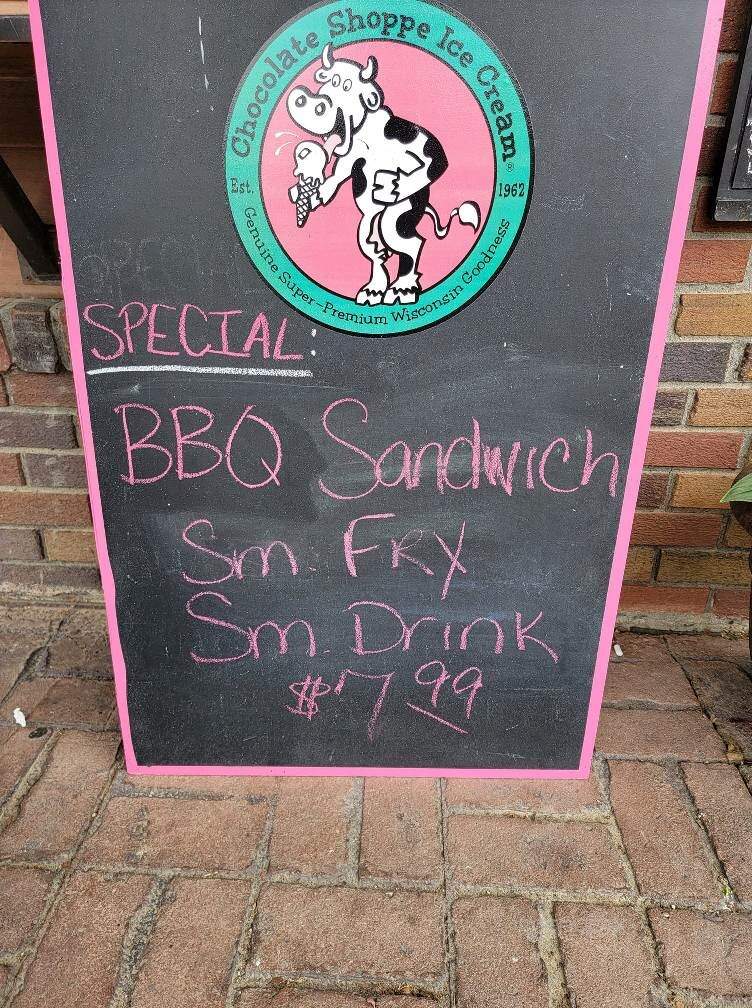 Chocolate Shoppe Ice Cream
Est. 1962
Genuine Super-Premium Wisconsin Goodness
SPECIAL:
BBQ Sandwich
Sm. FRY
Sm. Drink
$7.99